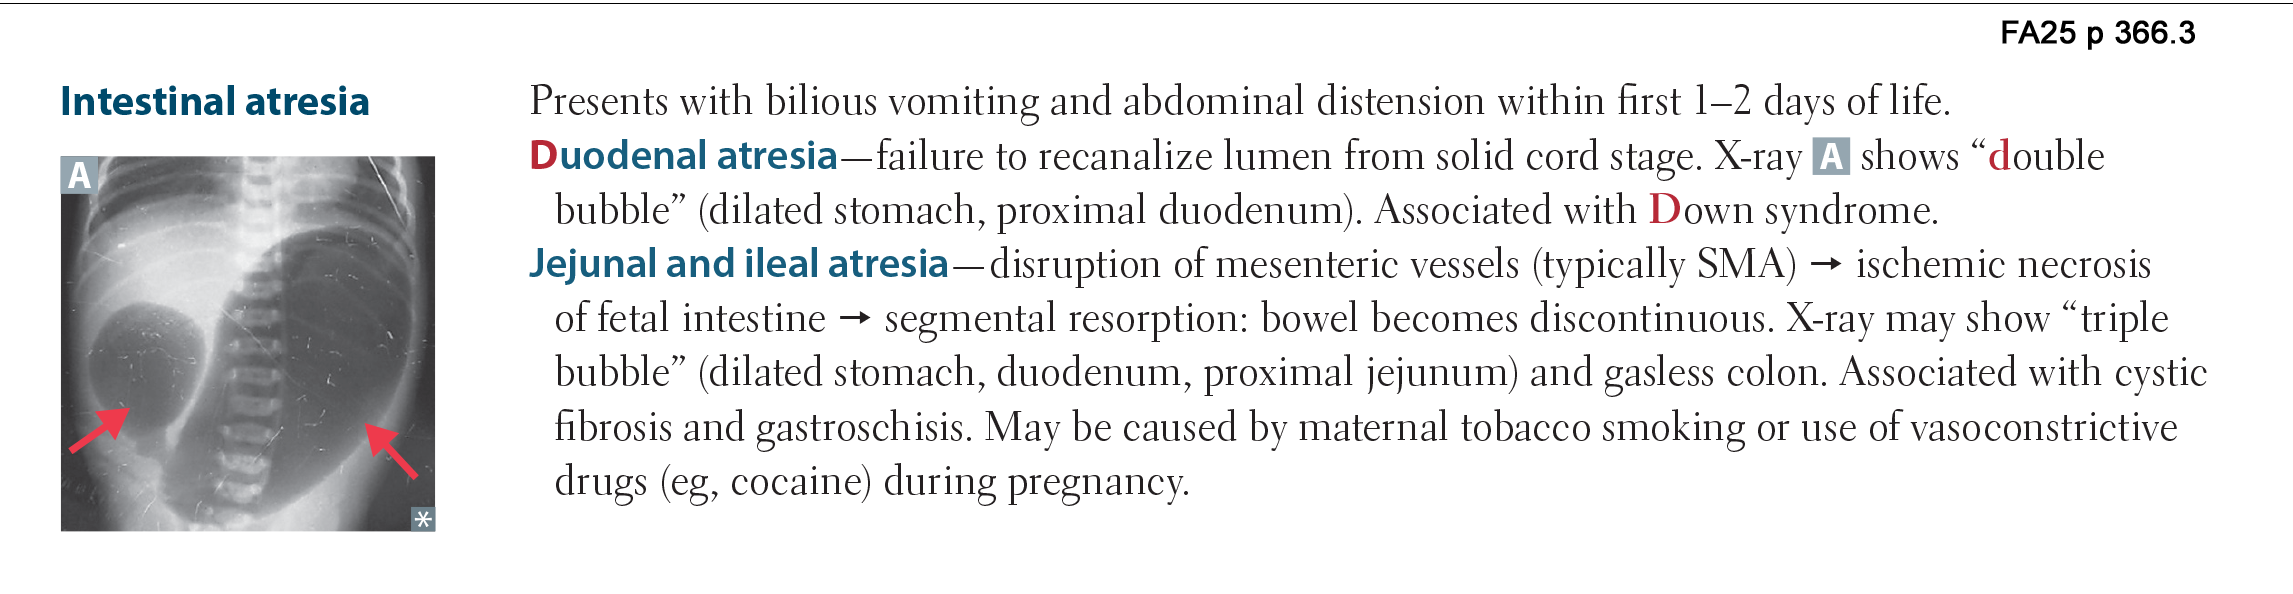 FA25 p 366.3
Intestinal atresia
A
*
Presents with bilious vomiting and abdominal distension within first 1–2 days of life.
Duodenal atresia—failure to recanalize lumen from solid cord stage. X-ray A shows “double
bubble” (dilated stomach, proximal duodenum). Associated with Down syndrome.
Jejunal and ileal atresia—disruption of mesenteric vessels (typically SMA) → ischemic necrosis
of fetal intestine → segmental resorption: bowel becomes discontinuous. X-ray may show “triple
bubble” (dilated stomach, duodenum, proximal jejunum) and gasless colon. Associated with cystic
fibrosis and gastroschisis. May be caused by maternal tobacco smoking or use of vasoconstrictive
drugs (eg, cocaine) during pregnancy.